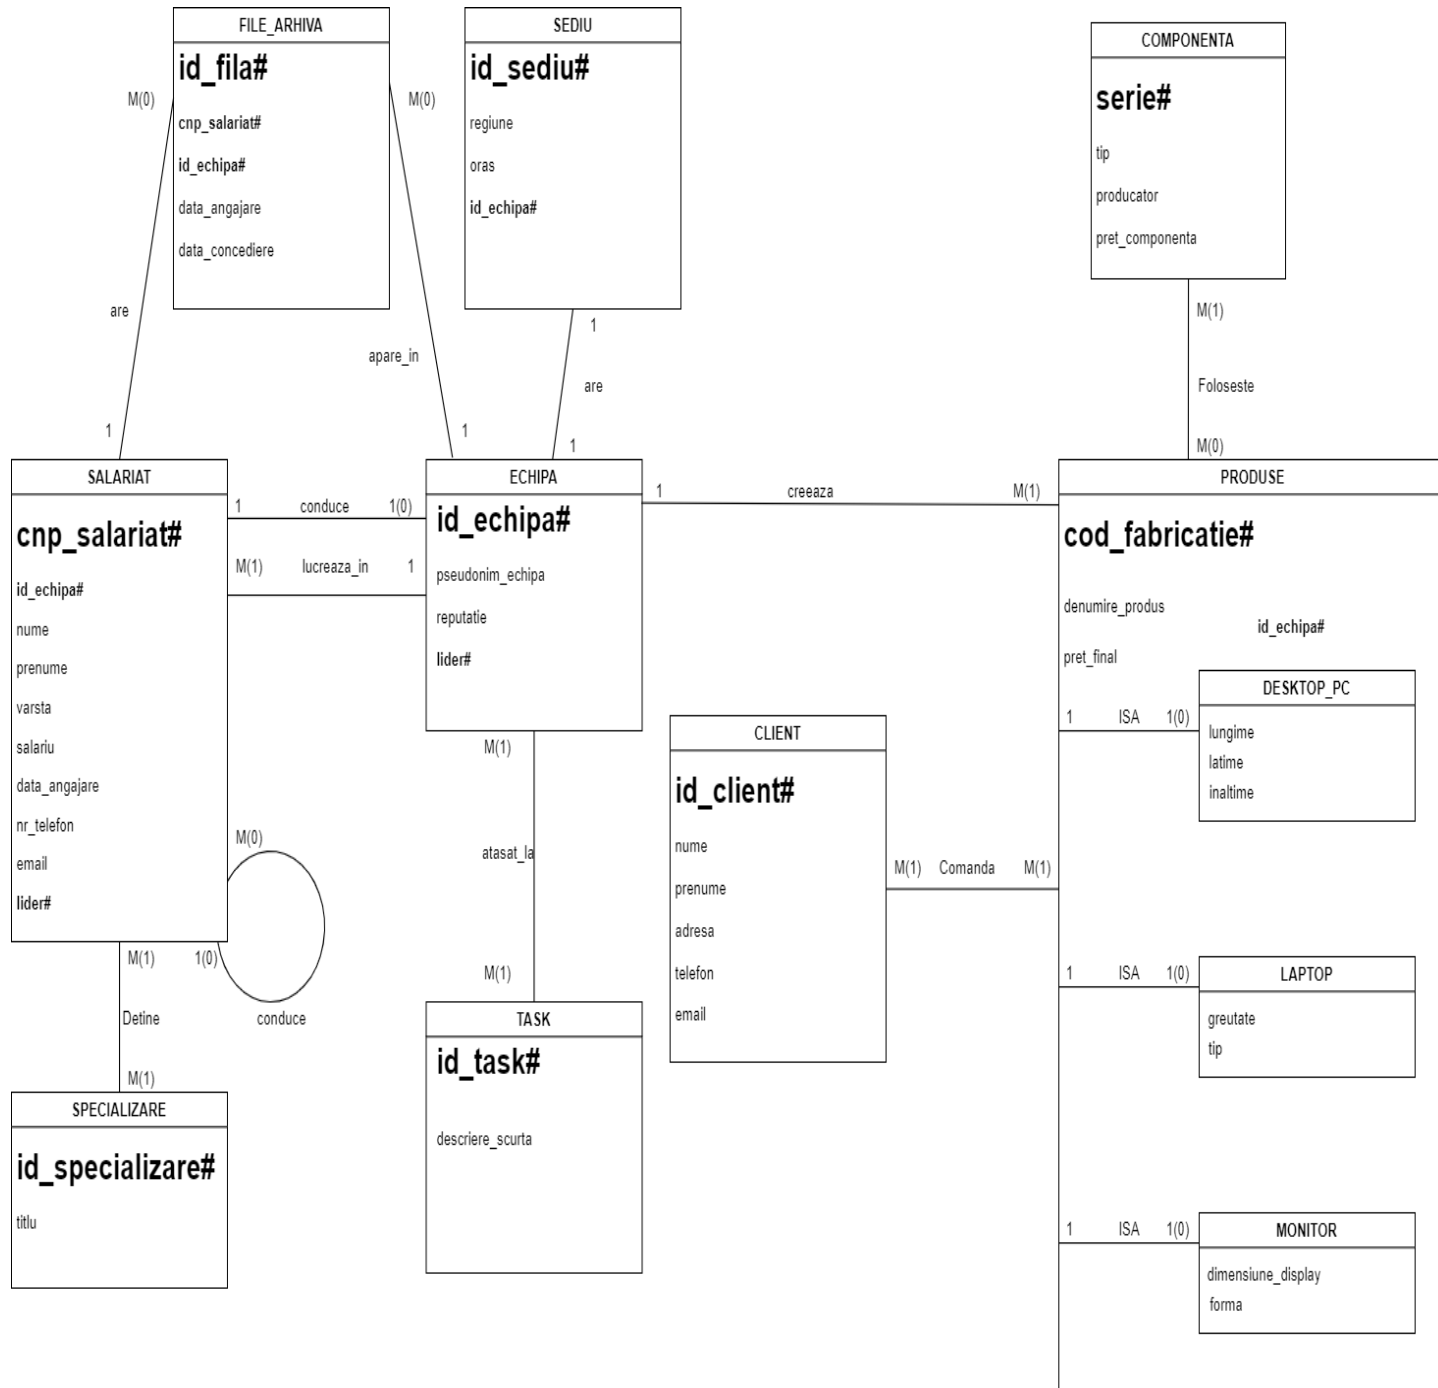 FILE_ARHIVA
id_fila#
cnp_salariat#
id_echipa#
data_angajare
data_concediere
SEDIU
id_sediu#
regiune
oras
id_echipa#
COMPONENTA
serie#
tip
producator
pret_componenta
M(0)
M(0)
are
apare_in
1
1
1
are
1
M(1)
Foloseste
M(0)
SALARIAT
cnp_salariat#
id_echipa#
nume
prenume
varsta
salariu
data_angajare
nr_telefon
email
lider#
1 conduce 1(0)
M(1) lucreaza_in 1
ECHIPA
id_echipa#
pseudonim_echipa
reputatie
lider#
1 creeaza M(1)
PRODUSE
cod_fabricatie#
denumire_produs
id_echipa#
pret_final
1 ISA 1(0)
DESKTOP_PC
lungime
latime
inaltime
CLIENT
id_client#
nume
prenume
adresa
telefon
email
M(1) Comanda M(1)
M(1)
atasat_la
M(1)
M(0)
1(0)
conduce
M(1)
Detine
M(1)
1 ISA 1(0)
LAPTOP
greutate
tip
TASK
id_task#
descriere_scurta
SPECIALIZARE
id_specializare#
titlu
1 ISA 1(0)
MONITOR
dimensiune_display
forma